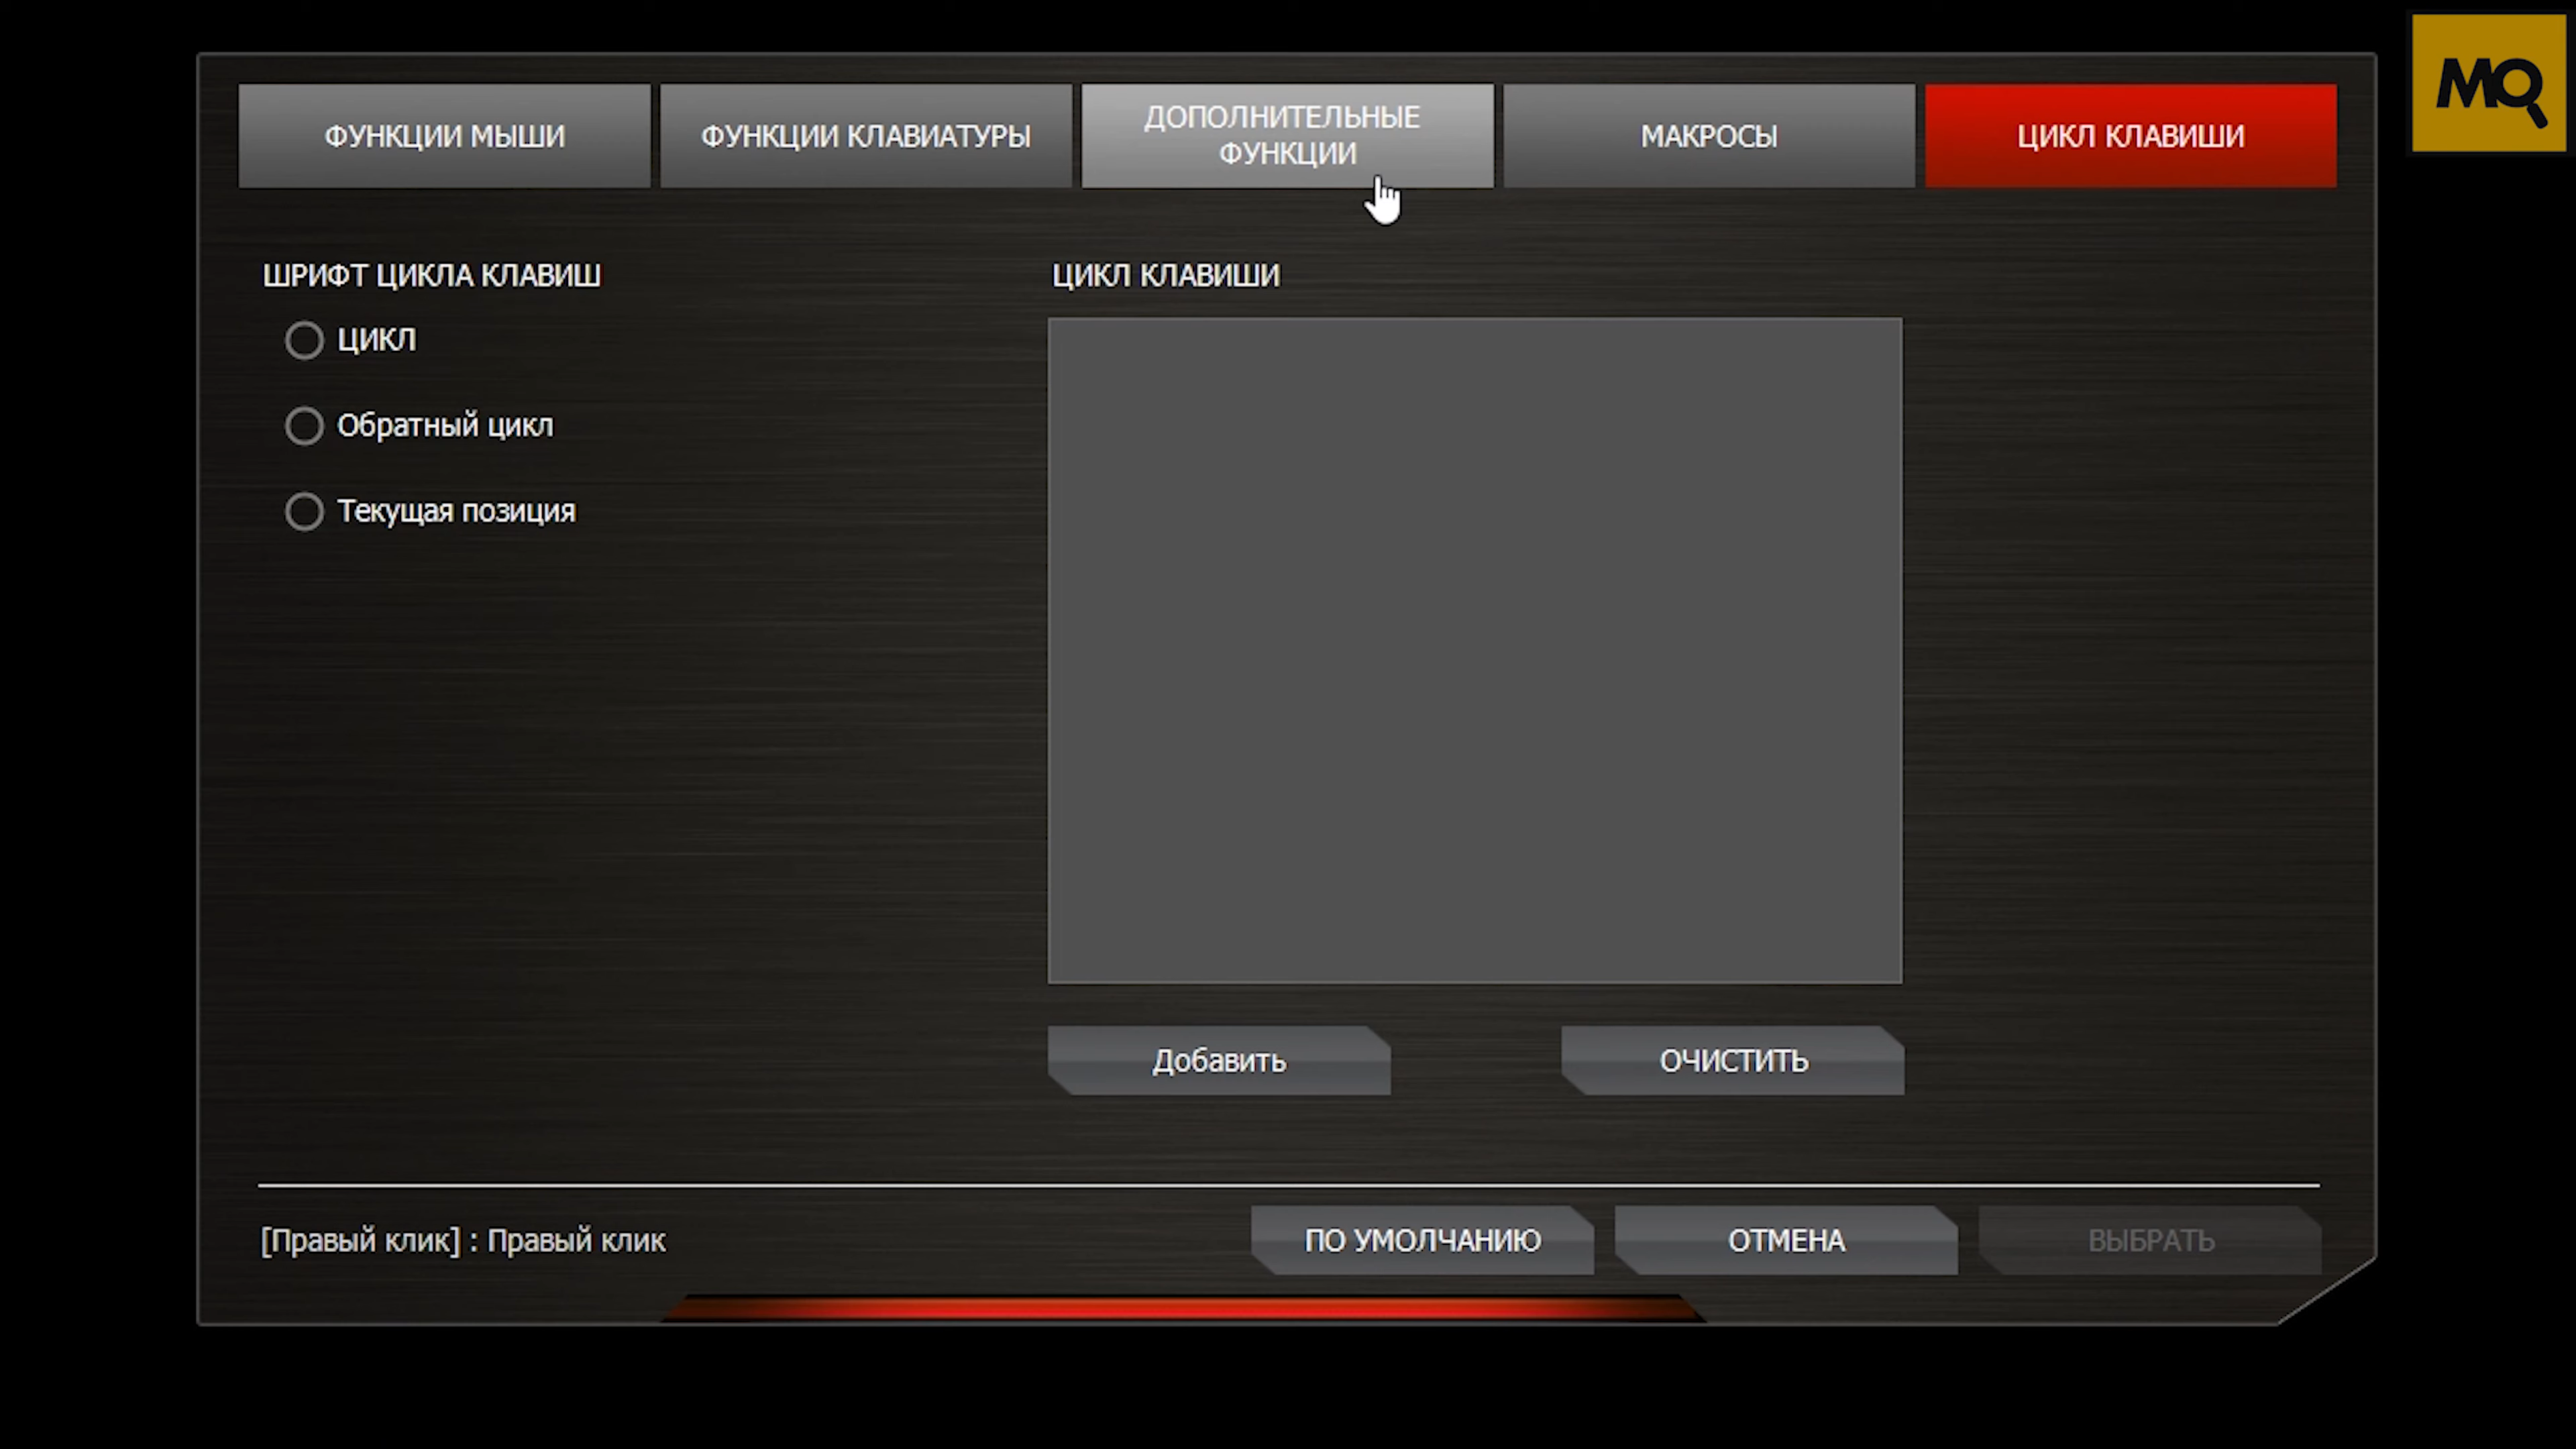 MQ
ФУНКЦИИ МЫШИ
ФУНКЦИИ КЛАВИАТУРЫ
ДОПОЛНИТЕЛЬНЫЕ
ФУНКЦИИ
МАКРОСЫ
ЦИКЛ КЛАВИШИ
ШРИФТ ЦИКЛА КЛАВИШ
ЦИКЛ
Обратный цикл
Текущая позиция
ЦИКЛ КЛАВИШИ
Добавить
ОЧИСТИТЬ
[Правый клик] : Правый клик
ПО УМОЛЧАНИЮ
ОТМЕНА
ВЫБРАТЬ